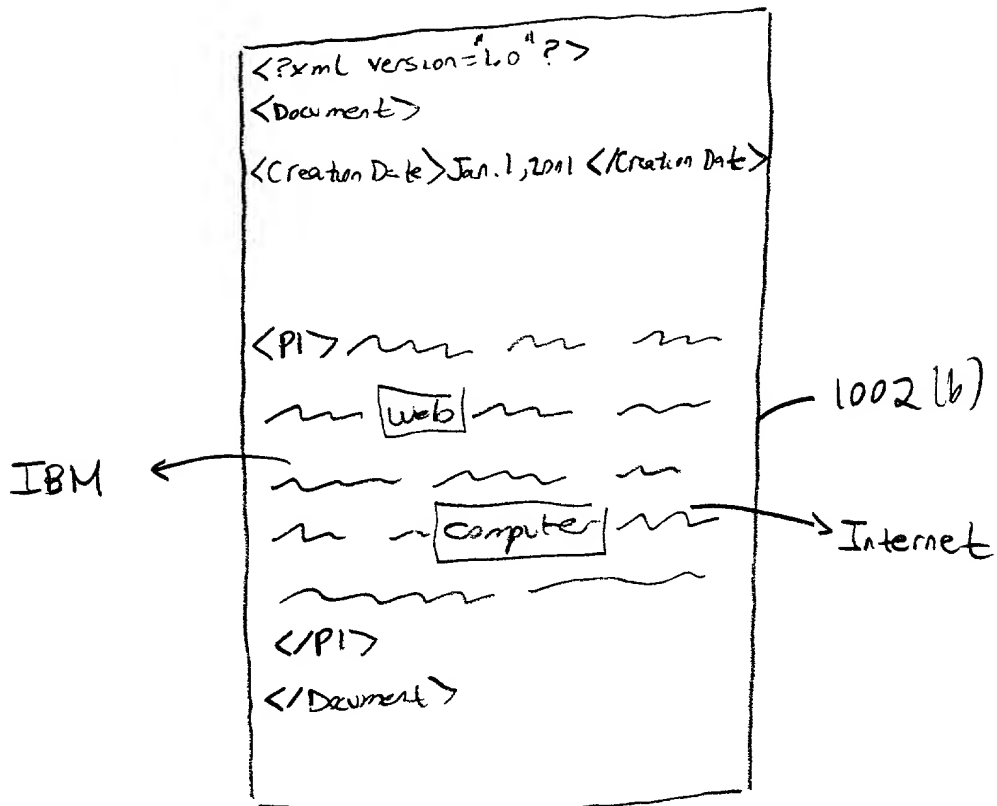 <?xml version="1.0"?>
<Document>
<Creation Date>Jan. 1, 2001 </Creation Date>
<P1>
web
1002 (b)
IBM
computer
Internet
</P1>
</Document>